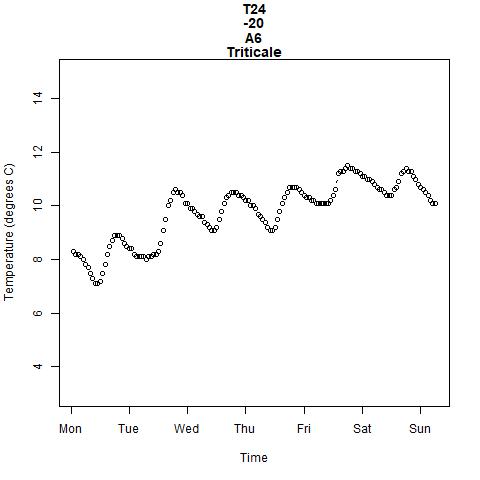 T24
-20
A6
Triticale
Temperature (degrees C)
14
12
10
8
6
4
Mon Tue Wed Thu Fri Sat Sun
Time